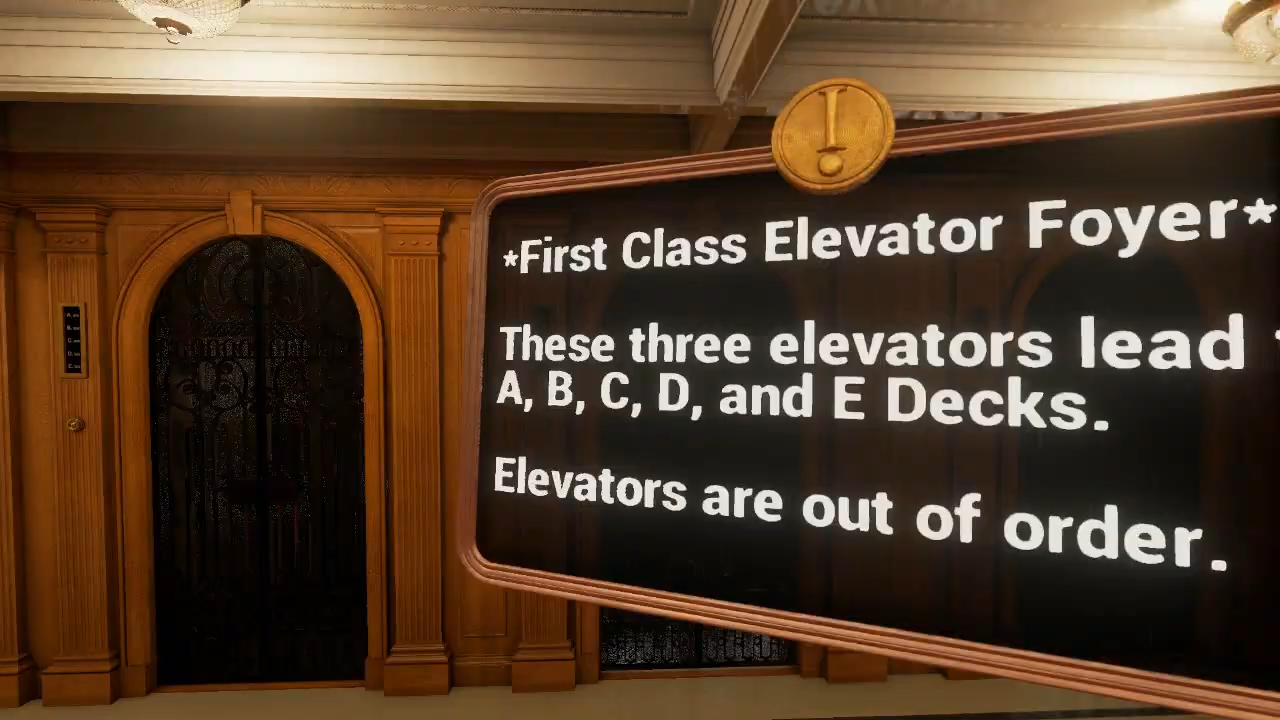 *First Class Elevator Foyer*
These three elevators lead
A, B, C, D, and E Decks.
Elevators are out of order.